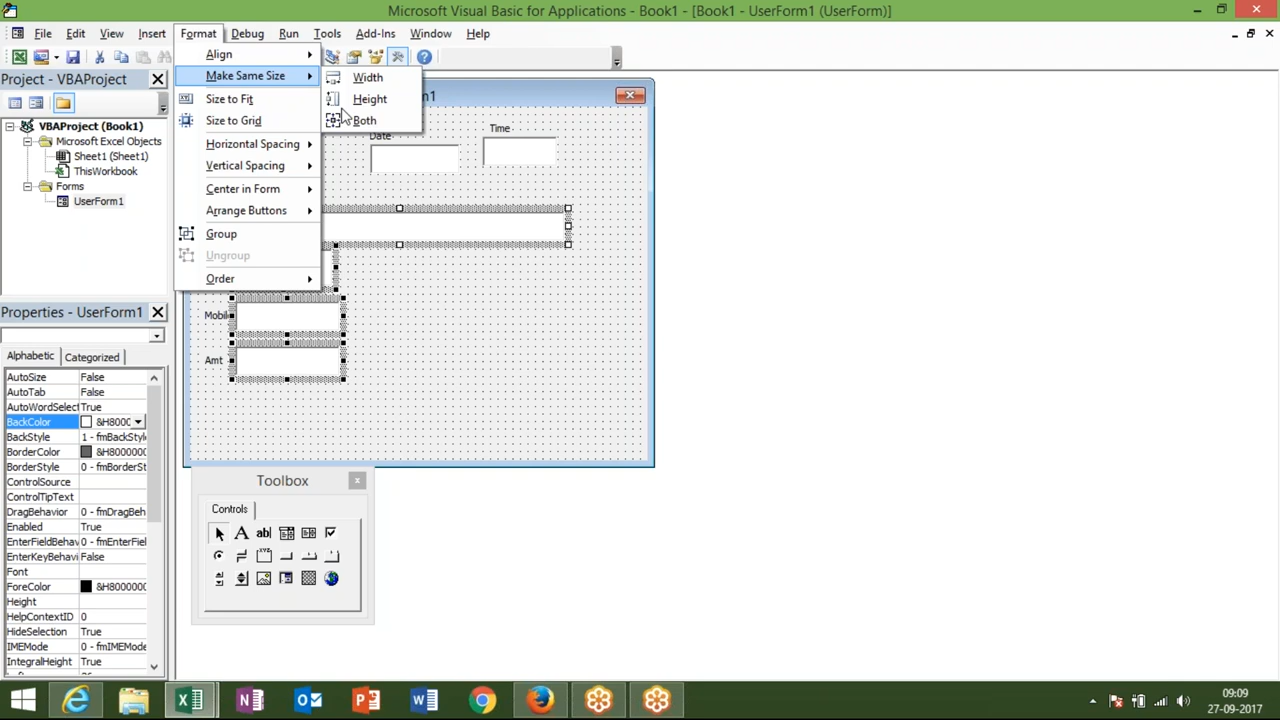 Microsoft Visual Basic for Applications - Book1 - [Book1 - UserForm1 (UserForm)]
File Edit View Insert Format Debug Run Tools Add-Ins Window Help
Project - VBAProject
VBAProject (Book1)
Microsoft Excel Objects
Sheet1 (Sheet1)
ThisWorkbook
Forms
UserForm1
Align
Make Same Size
Size to Fit
Size to Grid
Horizontal Spacing
Vertical Spacing
Center in Form
Arrange Buttons
Group
Ungroup
Order
Width
Height
Both
m1
Date
Time
Mobil
Amt
Properties - UserForm1
Alphabetic Categorized
AutoSize False
AutoTab False
AutoWordSelect True
BackColor &H8000
BackStyle 1 - fmBackStyl
BorderColor &H8000000
BorderStyle 0 - fmBorderSt
ControlSource
ControlTipText
DragBehavior 0 - fmDragBeh
Enabled True
EnterFieldBehav 0 - fmEnterFiel
EnterKeyBehavi False
Font
ForeColor &H8000000
Height
HelpContextID 0
HideSelection True
IMEMode 0 - fmIMEMode
IntegralHeight True
Toolbox
Controls
09:09
27-09-2017